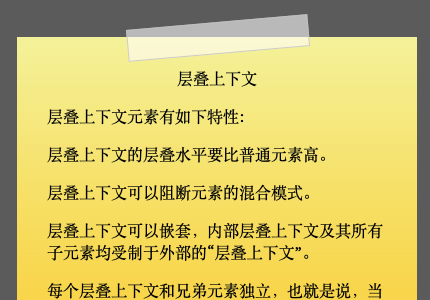 层叠上下文
层叠上下文元素有如下特性:
层叠上下文的层叠水平要比普通元素高。
层叠上下文可以阻断元素的混合模式。
层叠上下文可以嵌套，内部层叠上下文及其所有
子元素均受制于外部的“层叠上下文”。
每个层叠上下文和兄弟元素独立，也就是说，当